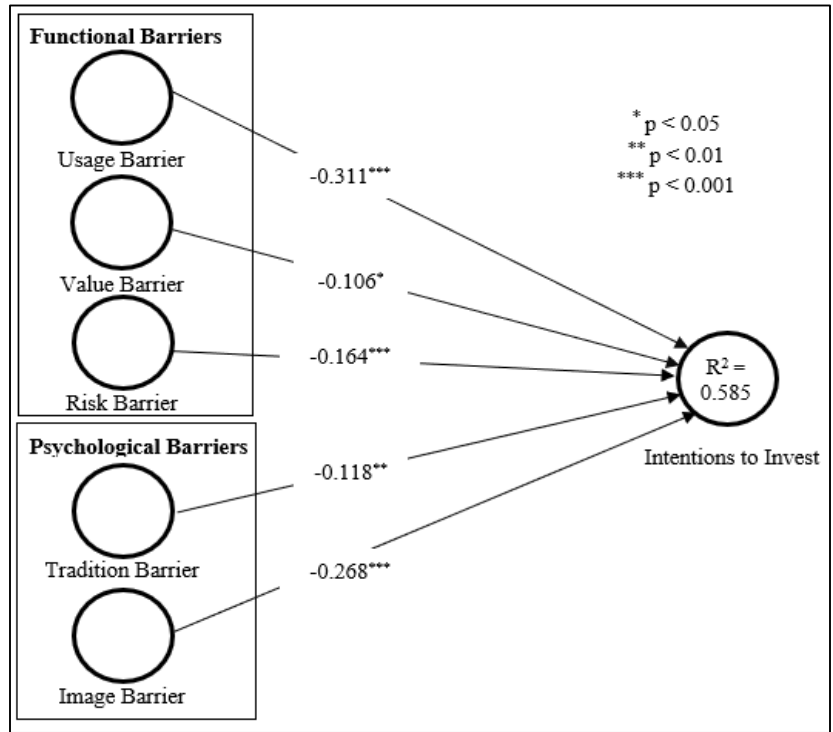 Functional Barriers
Usage Barrier
Value Barrier
Risk Barrier
Psychological Barriers
Tradition Barrier
Image Barrier
-0.311***
-0.106*
-0.164***
-0.118**
-0.268***
* p < 0.05
** p < 0.01
*** p < 0.001
R² =
0.585
Intentions to Invest